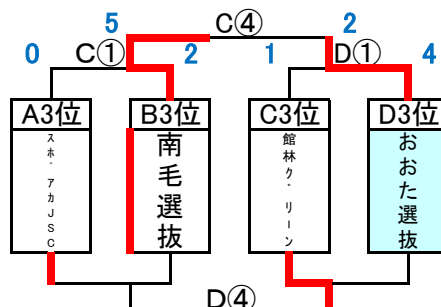 5 C④ 2
0 C① 2 1 D① 4
A3位 B3位 C3位 D3位
スポアカJSC
南毛選抜
館林グリーン
おおた選抜
D④